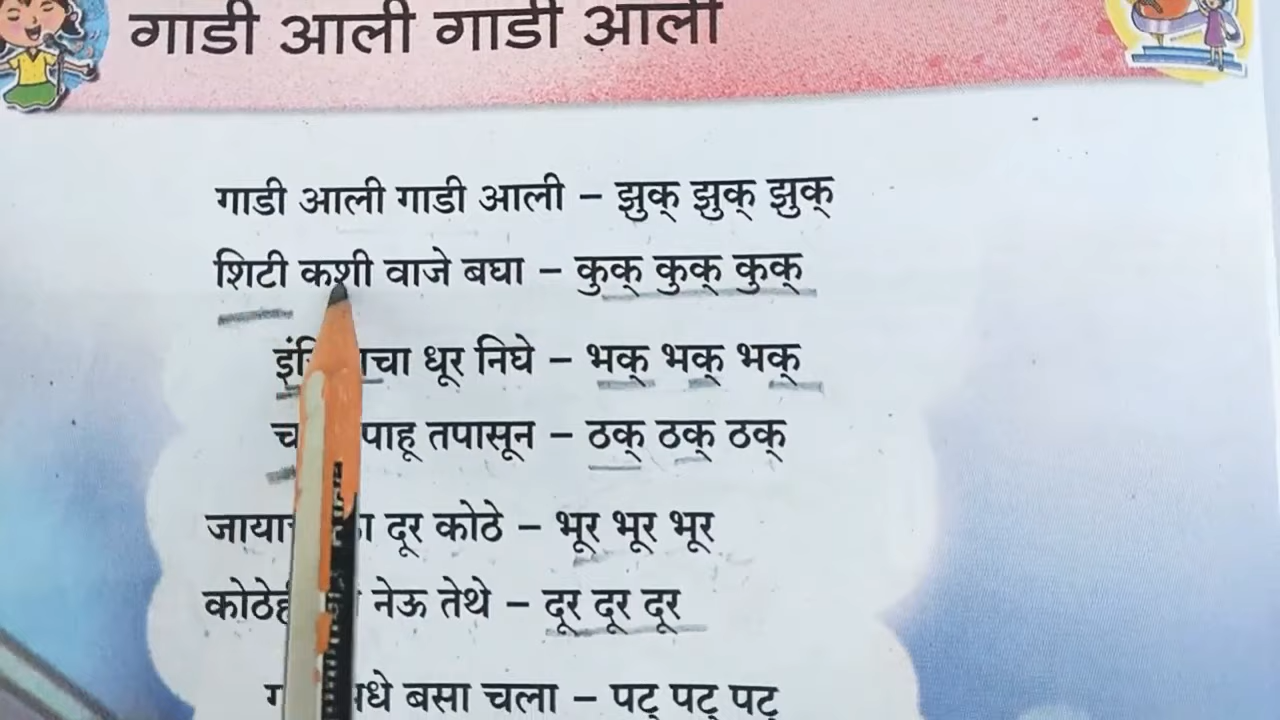 गाडी आली गाडी आली
गाडी आली गाडी आली – झुक् झुक् झुक्
शिटी कशी वाजे बघा – कुक् कुक् कुक्
धूर निघे – भक् भक् भक्
पाहू तपासून – ठक् ठक् ठक्
दूर कोठे – भूर भूर भूर
नेऊ तेथे – दूर दूर दूर
बसा चला – पट् पट् पट्